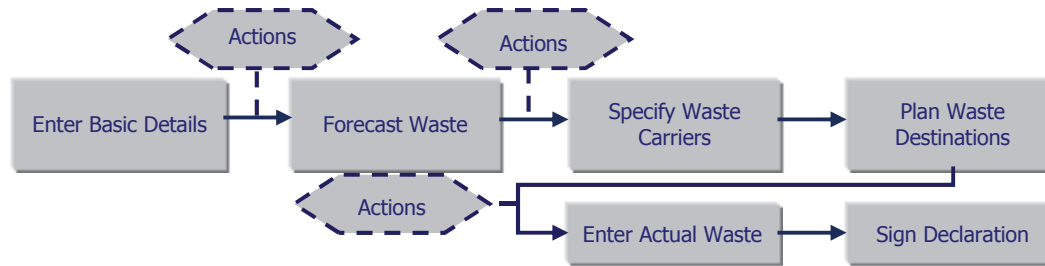 Actions
Actions
Enter Basic Details
Forecast Waste
Specify Waste
Carriers
Plan Waste
Destinations
Actions
Enter Actual Waste
Sign Declaration